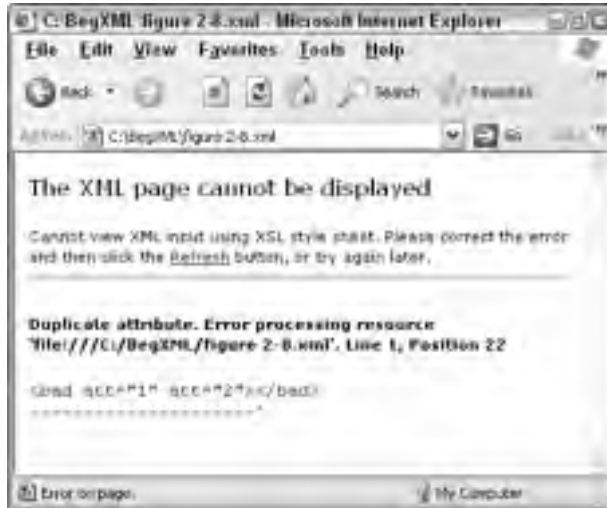 C:\BegXML\figure 2-8.xml - Microsoft Internet Explorer
File Edit View Favorites Tools Help
Back Search Favorites
Address C:\BegXML\figure 2-8.xml Go
The XML page cannot be displayed
Cannot view XML input using XSL style sheet. Please correct the error
and then click the Refresh button, or try again later.
Duplicate attribute. Error processing resource
'file:///C:/BegXML/figure 2-8.xml'. Line 1, Position 22
<bad att="1" att="2"></bad>
---------------------^
Error on page. My Computer